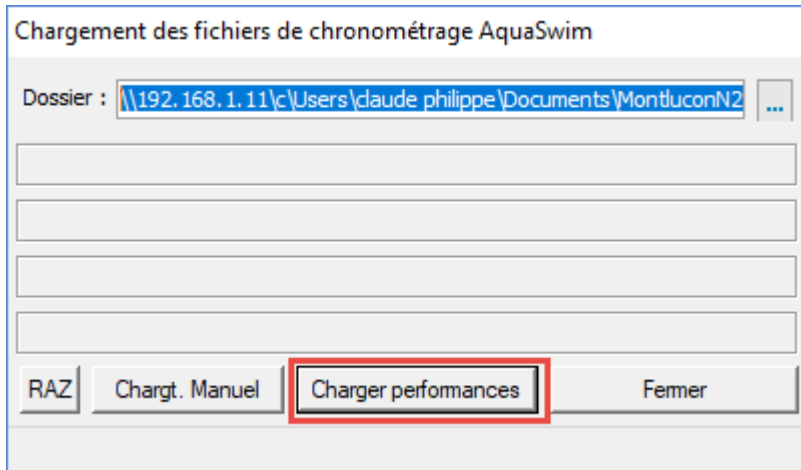 Chargement des fichiers de chronométrage AquaSwim
Dossier : \\192.168.1.11\c\Users\claude philippe\Documents\MontluconN2 ...
RAZ Chargt. Manuel Charger performances Fermer